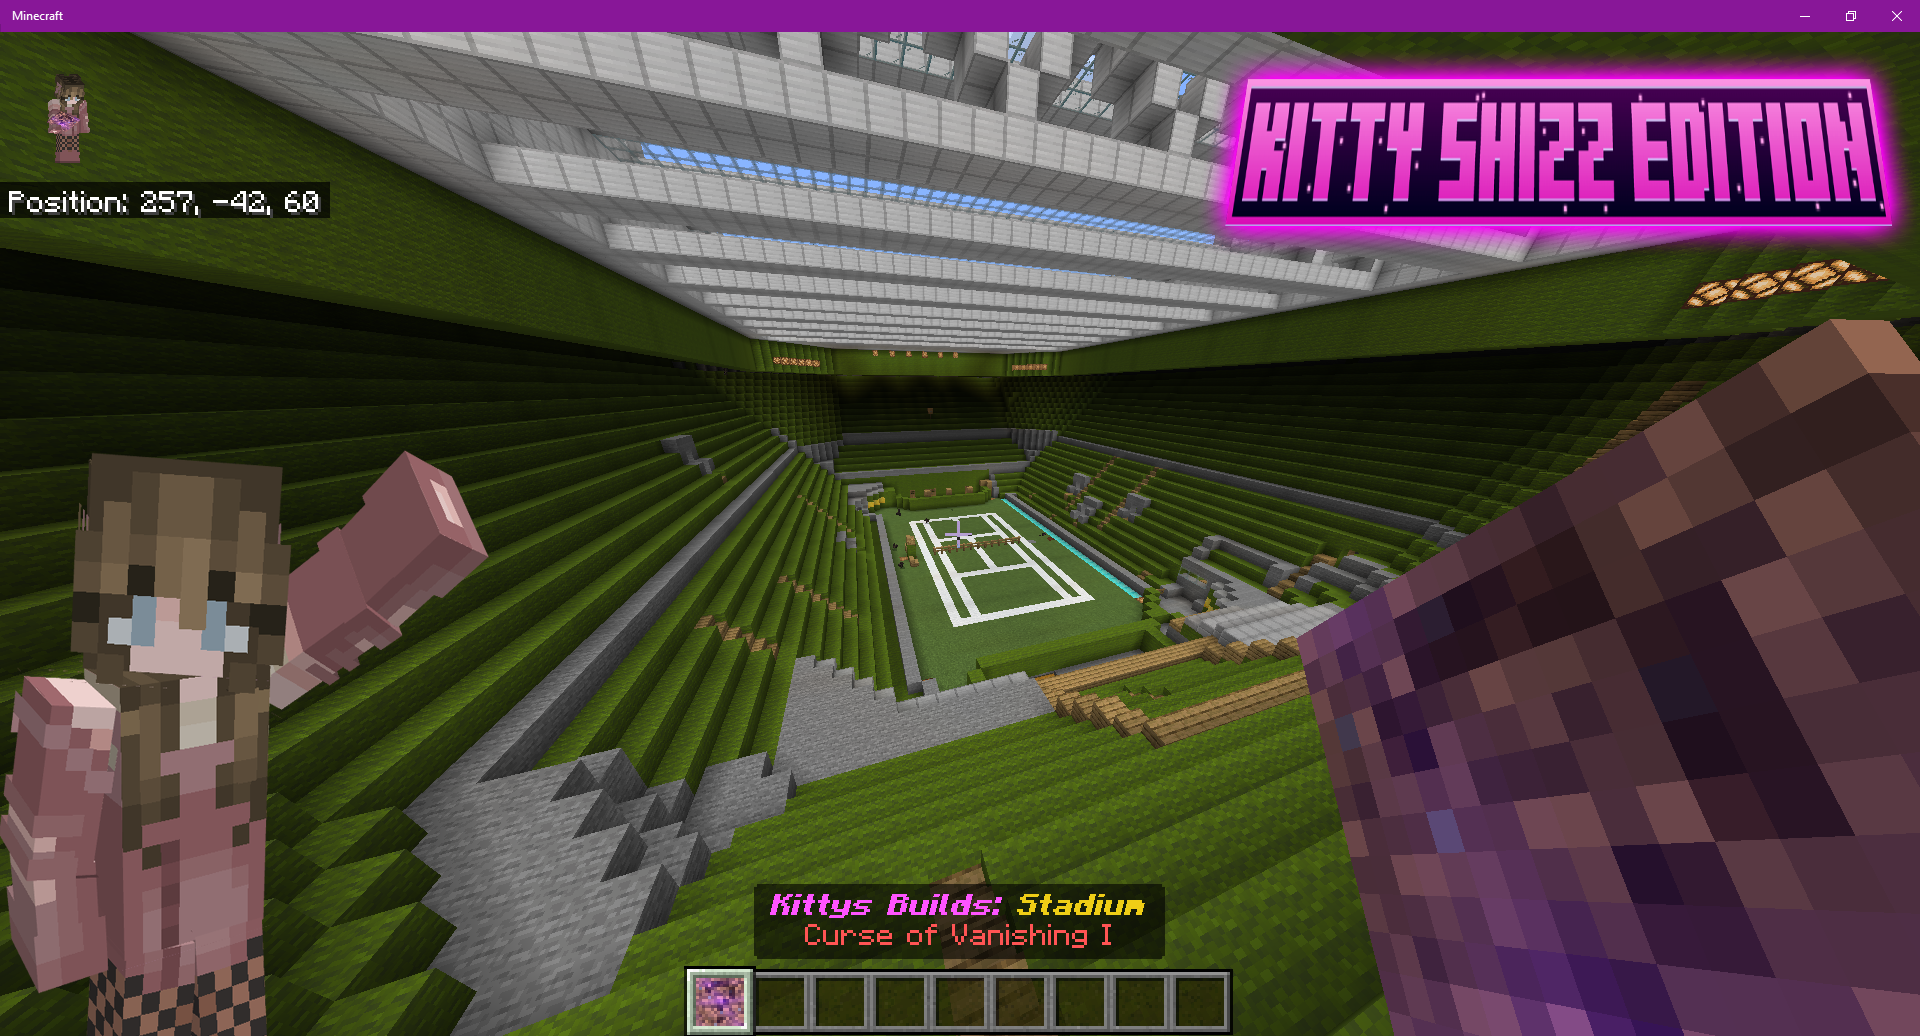 Minecraft
KITTY SHIZZ EDITION
Position: 257, -42, 60
Kittys Builds: Stadium
Curse of Vanishing I